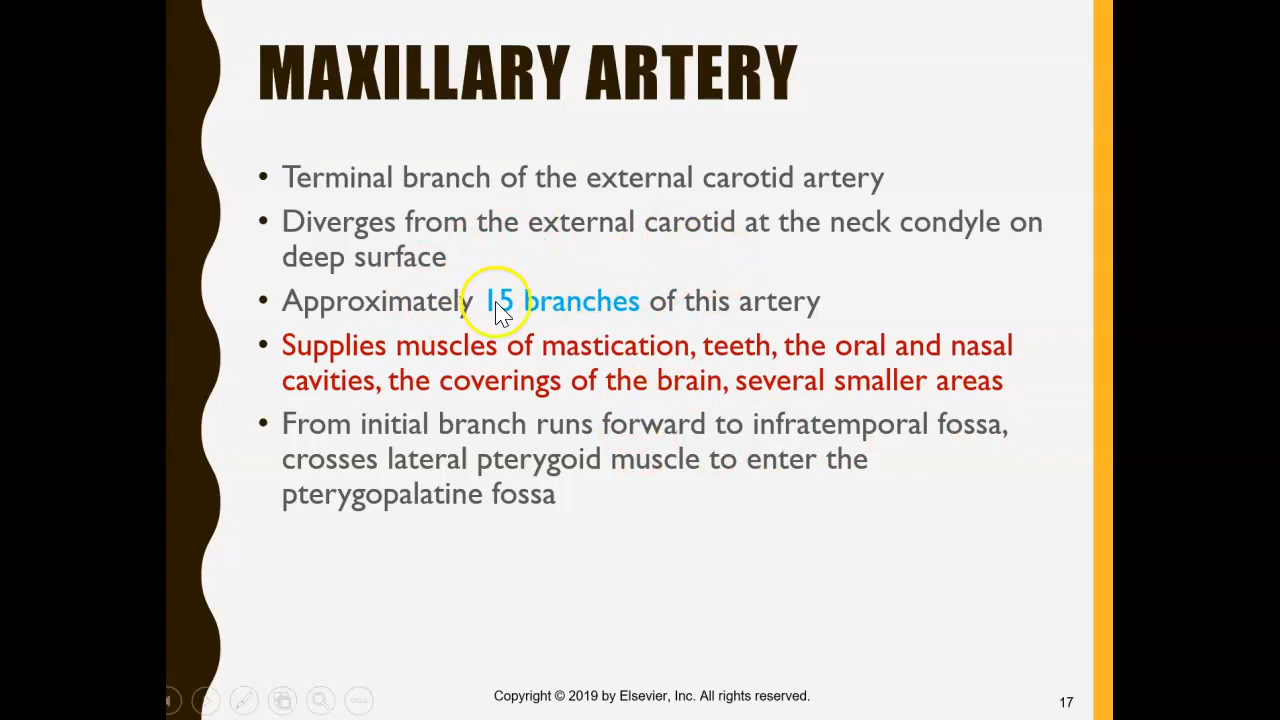 MAXILLARY ARTERY
• Terminal branch of the external carotid artery
• Diverges from the external carotid at the neck condyle on
deep surface
• Approximately 15 branches of this artery
• Supplies muscles of mastication, teeth, the oral and nasal
cavities, the coverings of the brain, several smaller areas
• From initial branch runs forward to infratemporal fossa,
crosses lateral pterygoid muscle to enter the
pterygopalatine fossa
Copyright © 2019 by Elsevier, Inc. All rights reserved.
17